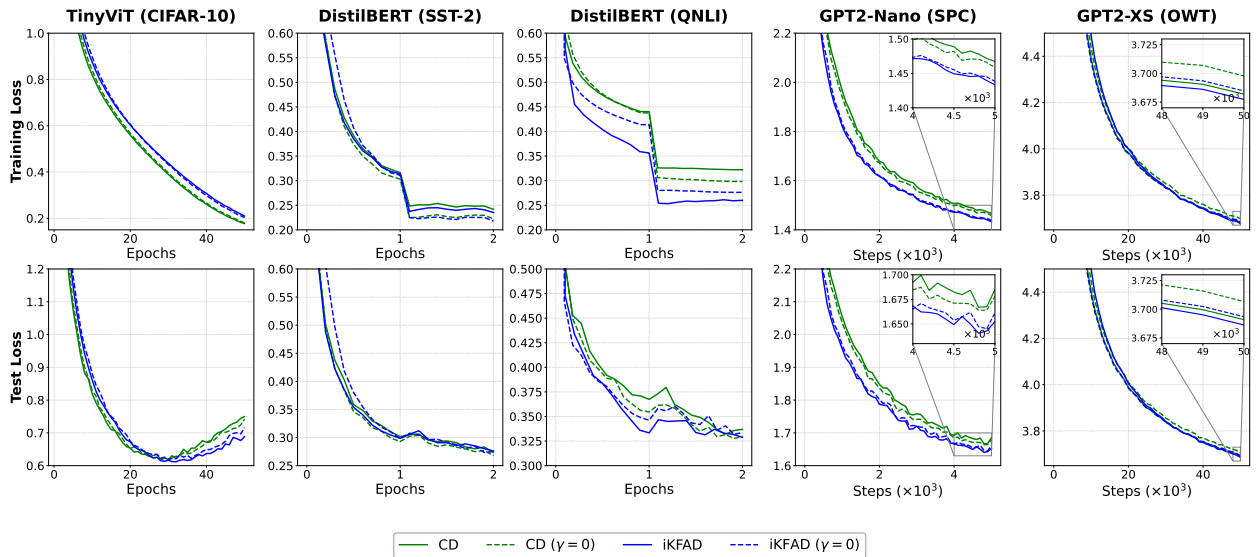 TinyViT (CIFAR-10)
DistilBERT (SST-2)
DistilBERT (QNLI)
GPT2-Nano (SPC)
GPT2-XS (OWT)
Training Loss
1.0
0.8
0.6
0.4
0.2
0 20 40
Epochs
0.60
0.55
0.50
0.45
0.40
0.35
0.30
0.25
0.20
0 1 2
Epochs
0.60
0.55
0.50
0.45
0.40
0.35
0.30
0.25
0.20
0 1 2
Epochs
2.2
2.0
1.8
1.6
1.4
0 2 4
Steps (×10³)
1.50
1.45
1.40
4 4.5 5
×10³
4.4
4.2
4.0
3.8
0 20 40
Steps (×10³)
3.725
3.700
3.675
48 49 50
×10³
Test Loss
1.2
1.1
1.0
0.9
0.8
0.7
0.6
0 20 40
Epochs
0.60
0.55
0.50
0.45
0.40
0.35
0.30
0.25
0 1 2
Epochs
0.500
0.475
0.450
0.425
0.400
0.375
0.350
0.325
0.300
0 1 2
Epochs
2.2
2.1
2.0
1.9
1.8
1.7
1.6
0 2 4
Steps (×10³)
1.700
1.675
1.650
4 4.5 5
×10³
4.4
4.2
4.0
3.8
0 20 40
Steps (×10³)
3.725
3.700
3.675
48 49 50
×10³
CD CD (γ = 0) iKFAD iKFAD (γ = 0)